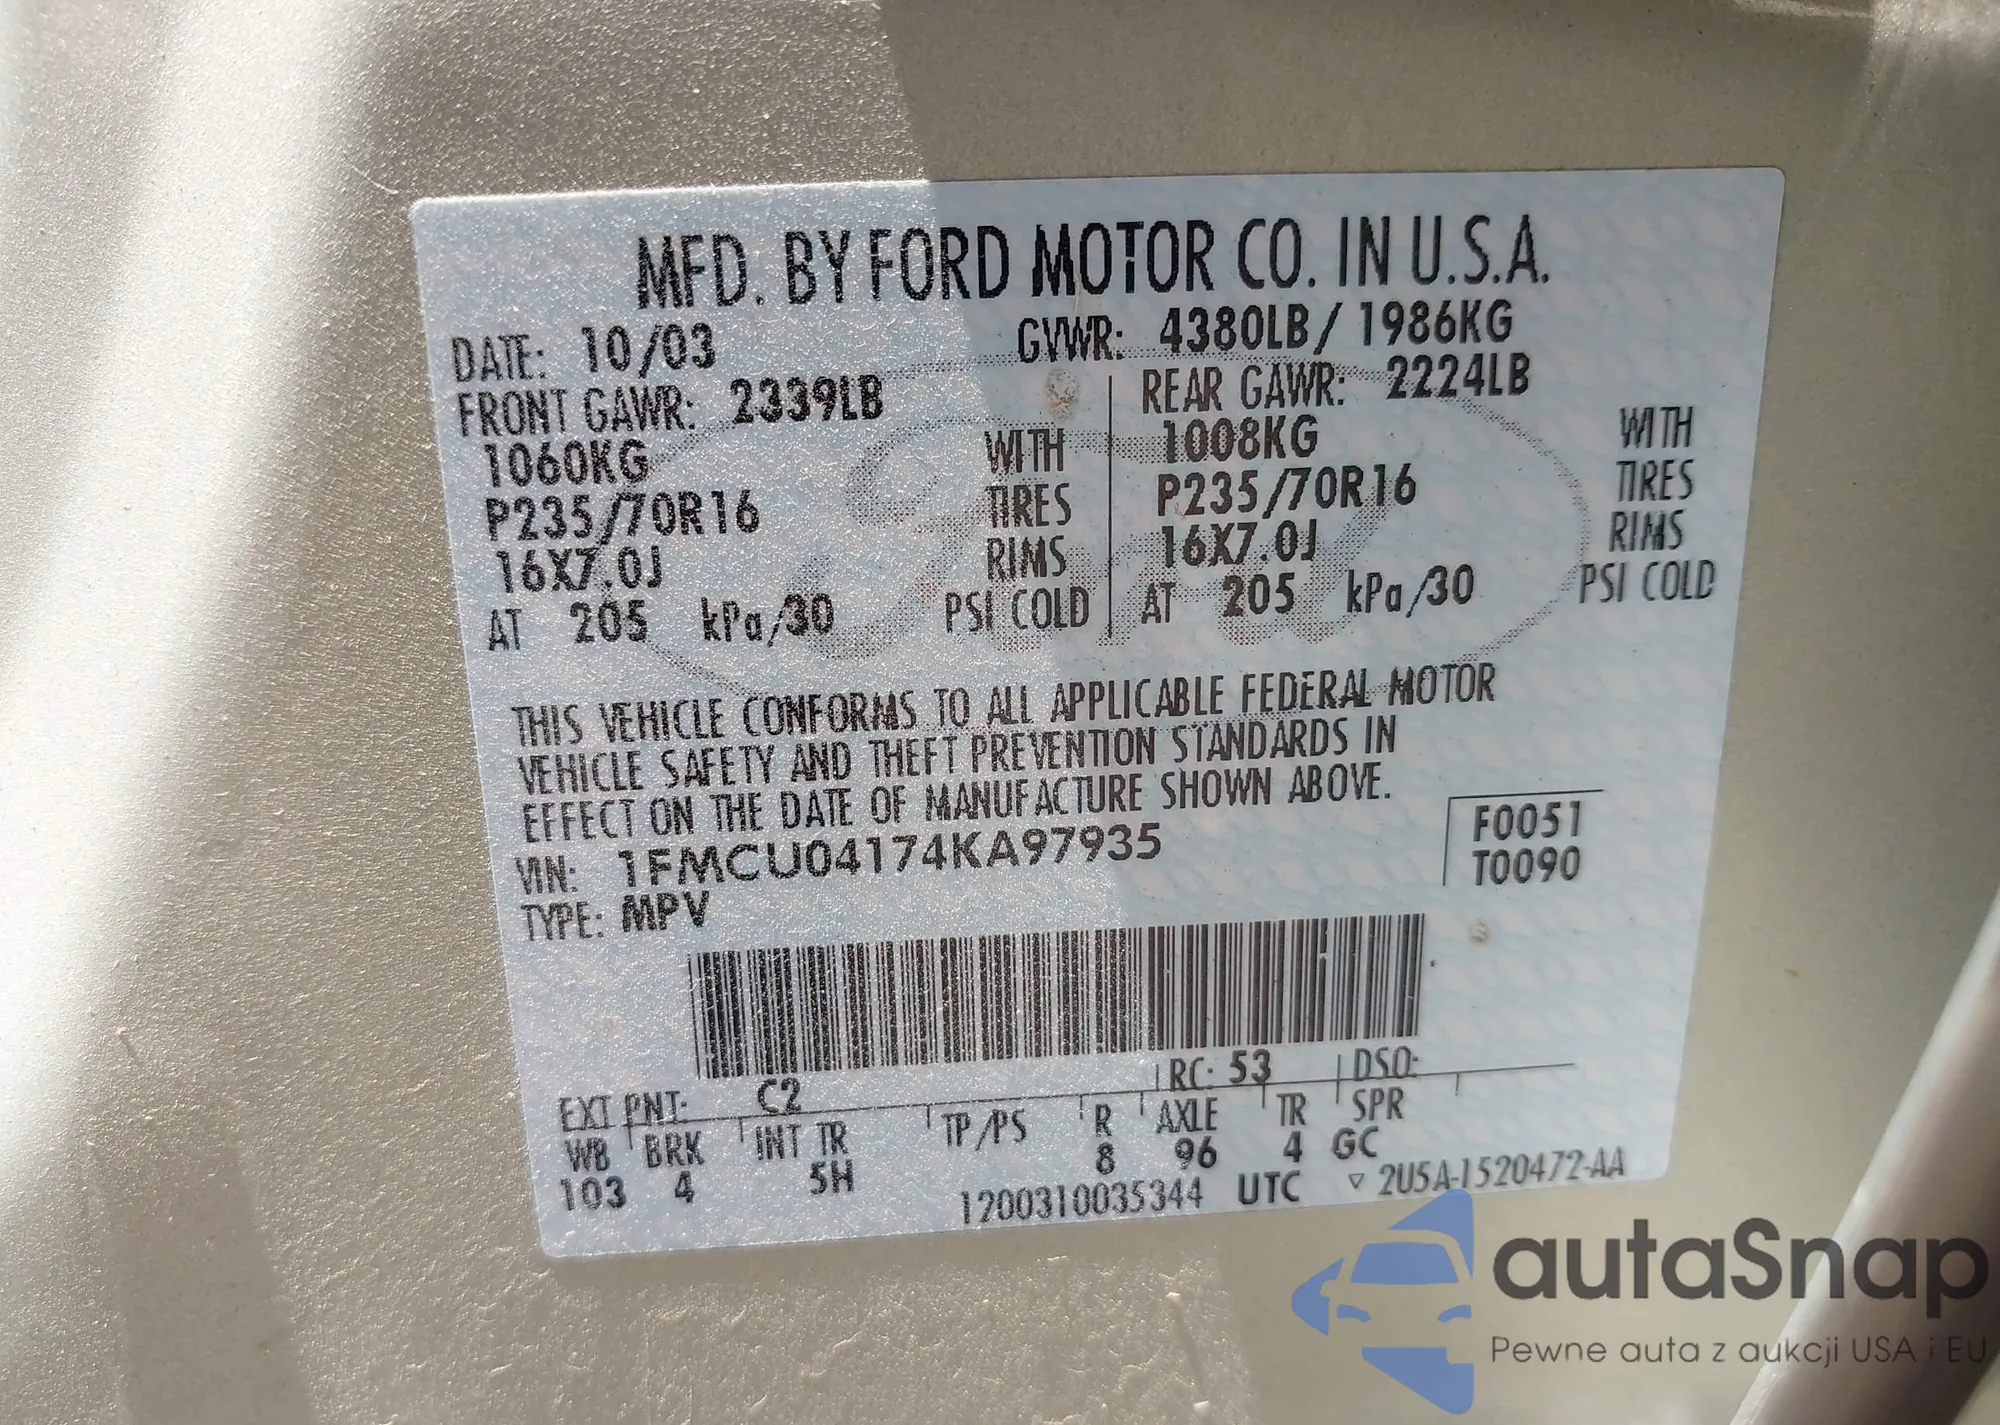 MFD. BY FORD MOTOR CO. IN U.S.A.
DATE: 10/03 GVWR: 4380LB / 1986KG
FRONT GAWR: 2339LB REAR GAWR: 2224LB
1060KG WITH 1008KG WITH
P235/70R16 TIRES P235/70R16 TIRES
16X7.0J RIMS 16X7.0J RIMS
AT 205 kPa/30 PSI COLD AT 205 kPa/30 PSI COLD
THIS VEHICLE CONFORMS TO ALL APPLICABLE FEDERAL MOTOR
VEHICLE SAFETY AND THEFT PREVENTION STANDARDS IN
EFFECT ON THE DATE OF MANUFACTURE SHOWN ABOVE.
VIN: 1FMCU04174KA97935 F0051
TYPE: MPV T0090
EXT PNT: C2 RC: 53 DSO:
WB BRK INT TR TP/PS R AXLE TR SPR
103 4 5H 8 96 4 GC
1200310035344 UTC ▽ 2U5A-1520472-AA
autaSnap
Pewne auta z aukcji USA i EU